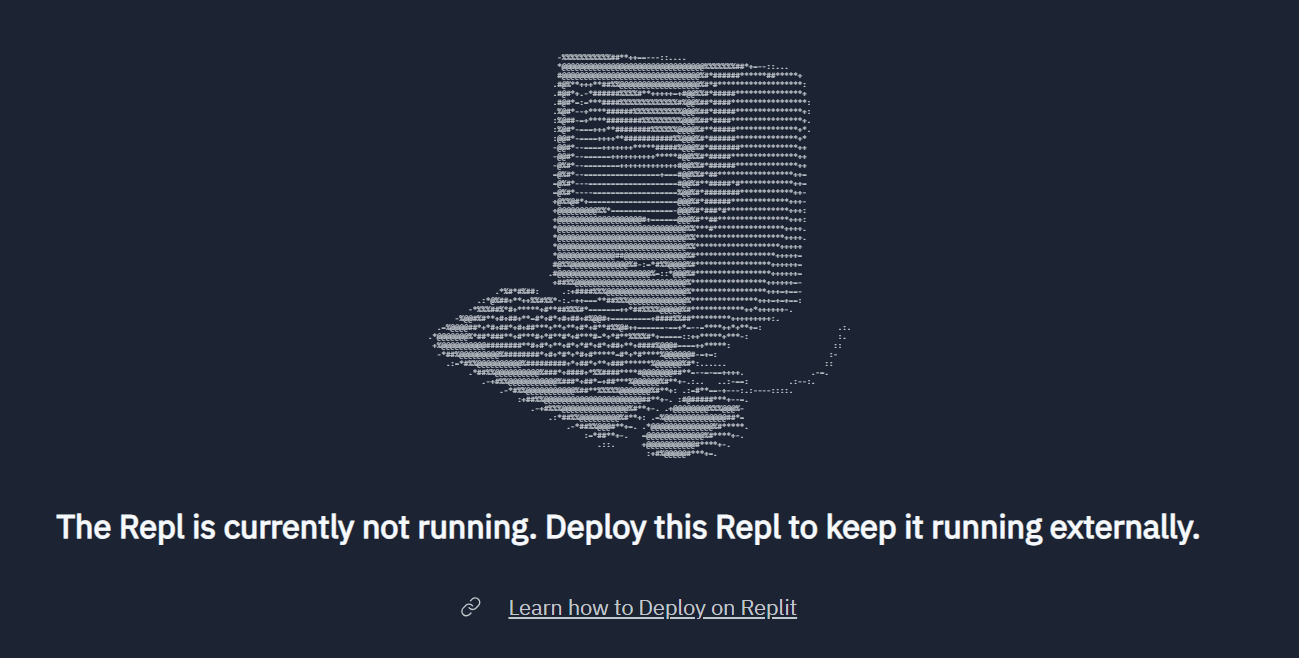 The Repl is currently not running. Deploy this Repl to keep it running externally.
Learn how to Deploy on Replit